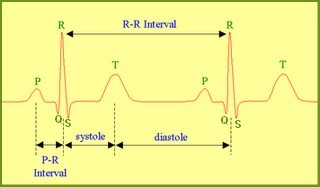 R-R Interval
R
R
T
T
P
P
Q
S
Q
S
systole
diastole
P-R
Interval